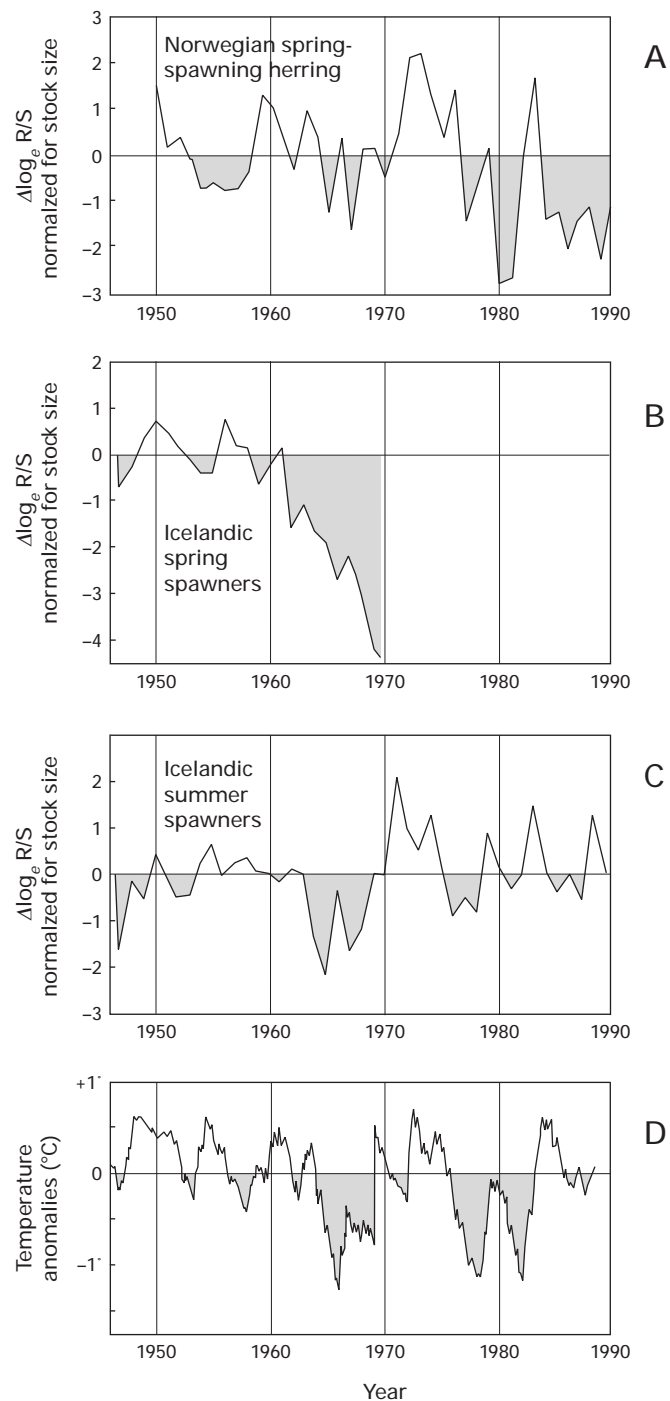 3
2
1
0
−1
−2
−3
Δlogₑ R/S
normalized for stock size
Norwegian spring-
spawning herring
A
1950 1960 1970 1980 1990
2
1
0
−1
−2
−3
−4
Δlogₑ R/S
normalized for stock size
Icelandic
spring
spawners
B
1950 1960 1970 1980 1990
2
1
0
−1
−2
−3
Δlogₑ R/S
normalized for stock size
Icelandic
summer
spawners
C
1950 1960 1970 1980 1990
+1°
0
−1°
Temperature
anomalies (°C)
D
1950 1960 1970 1980 1990
Year